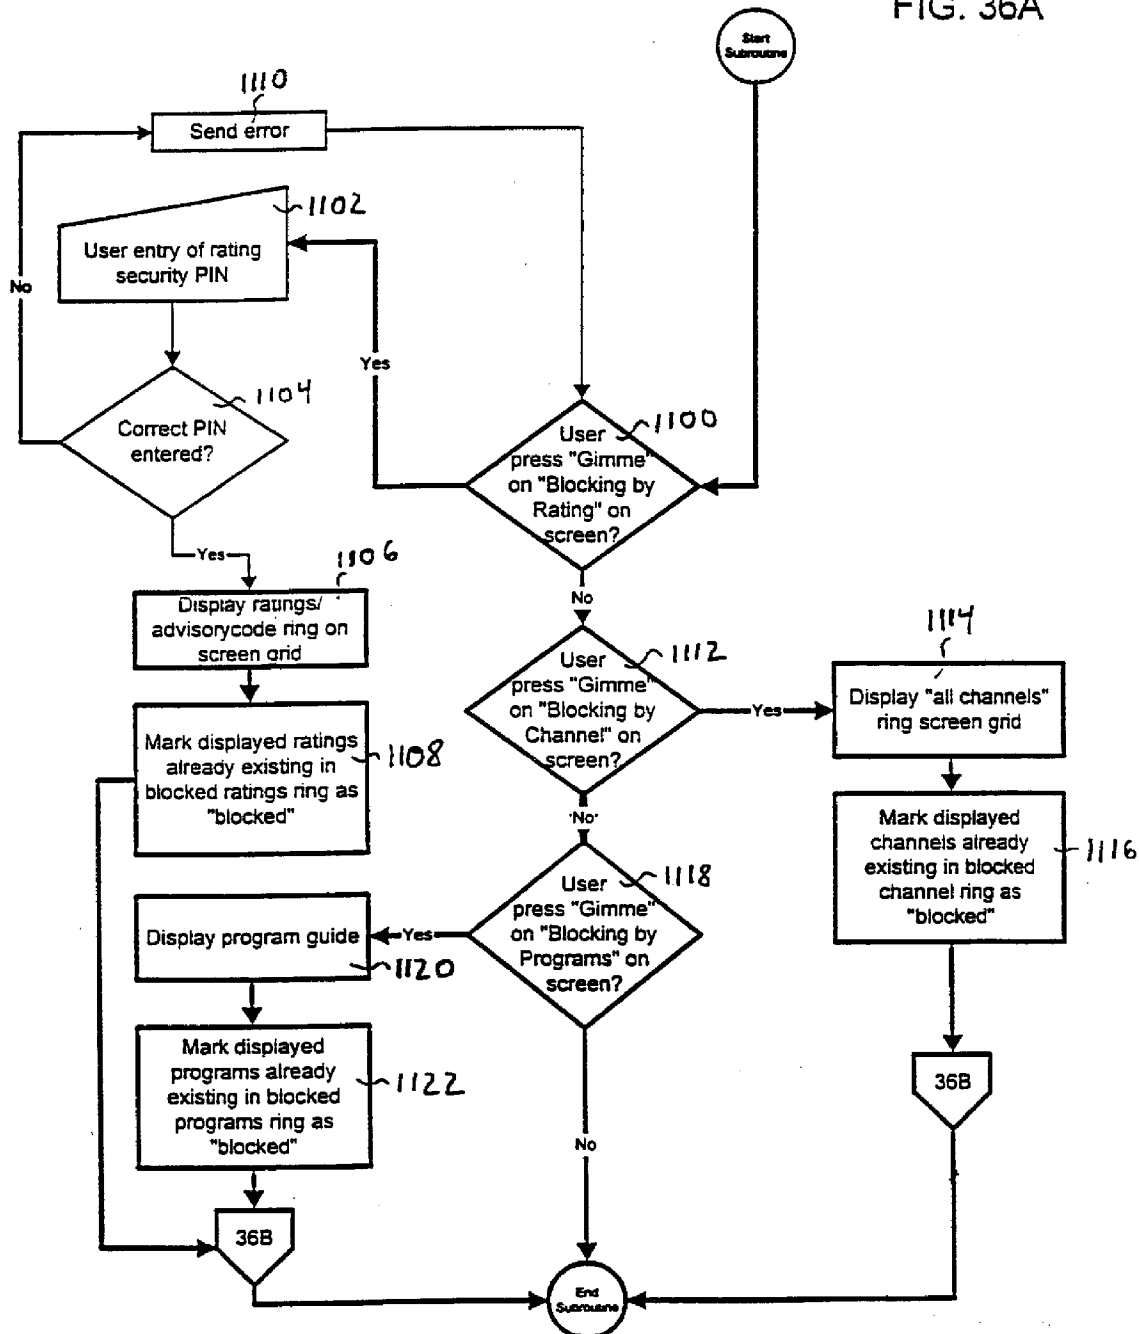 FIG. 36A
Start
Subroutine
1110
Send error
1102
User entry of rating
security PIN
No
Yes
1104
Correct PIN
entered?
1100
User
press "Gimme"
on "Blocking by
Rating" on
screen?
Yes
1106
Display ratings/
advisorycode ring on
screen grid
No
1112
User
press "Gimme"
on "Blocking by
Channel" on
screen?
Yes
1114
Display "all channels"
ring screen grid
Mark displayed ratings
already existing in
blocked ratings ring as
"blocked"
1108
No
Mark displayed
channels already
existing in blocked
channel ring as
"blocked"
1116
1118
User
press "Gimme"
on "Blocking by
Programs" on
screen?
Yes
Display program guide
1120
Mark displayed
programs already
existing in blocked
programs ring as
"blocked"
1122
36B
No
36B
End
Subroutine